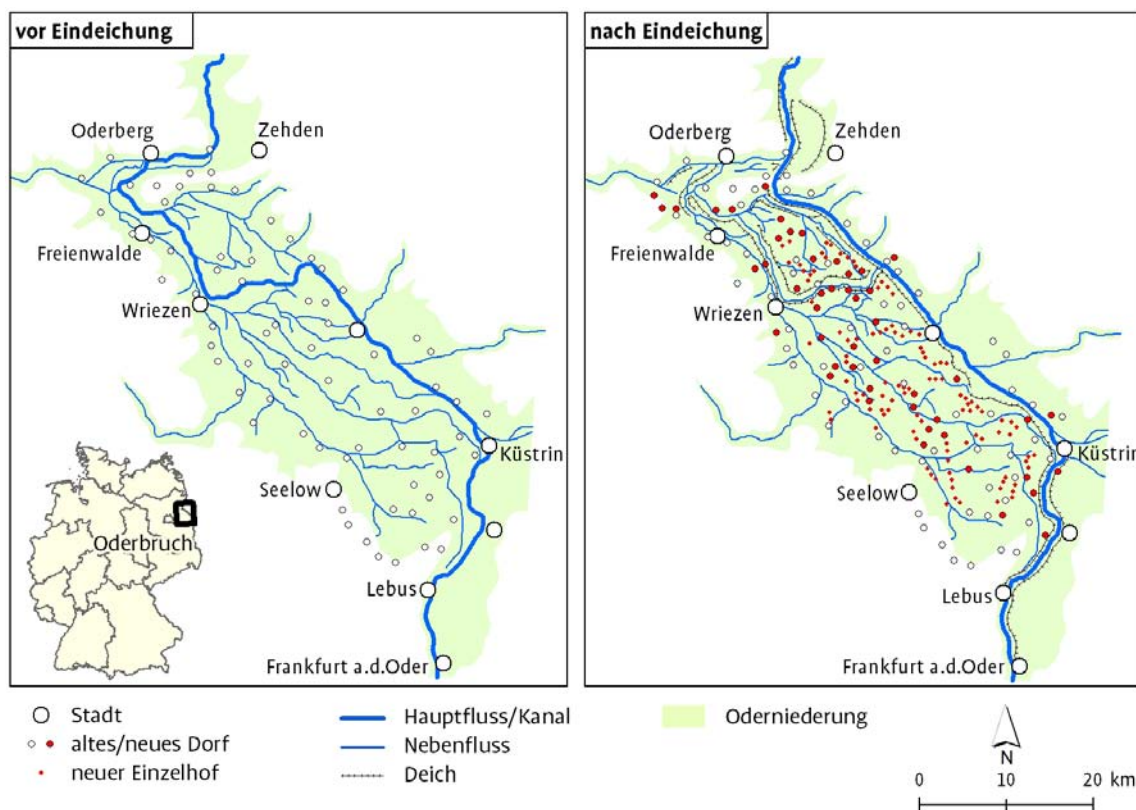 vor Eindeichung
Oderberg
Zehden
Freienwalde
Wriezen
Küstrin
Seelow
Oderbruch
Lebus
Frankfurt a.d.Oder
nach Eindeichung
Oderberg
Zehden
Freienwalde
Wriezen
Küstrin
Seelow
Lebus
Frankfurt a.d.Oder
Stadt
altes/neues Dorf
neuer Einzelhof
Hauptfluss/Kanal
Nebenfluss
Deich
Oderniederung
N
0 10 20 km